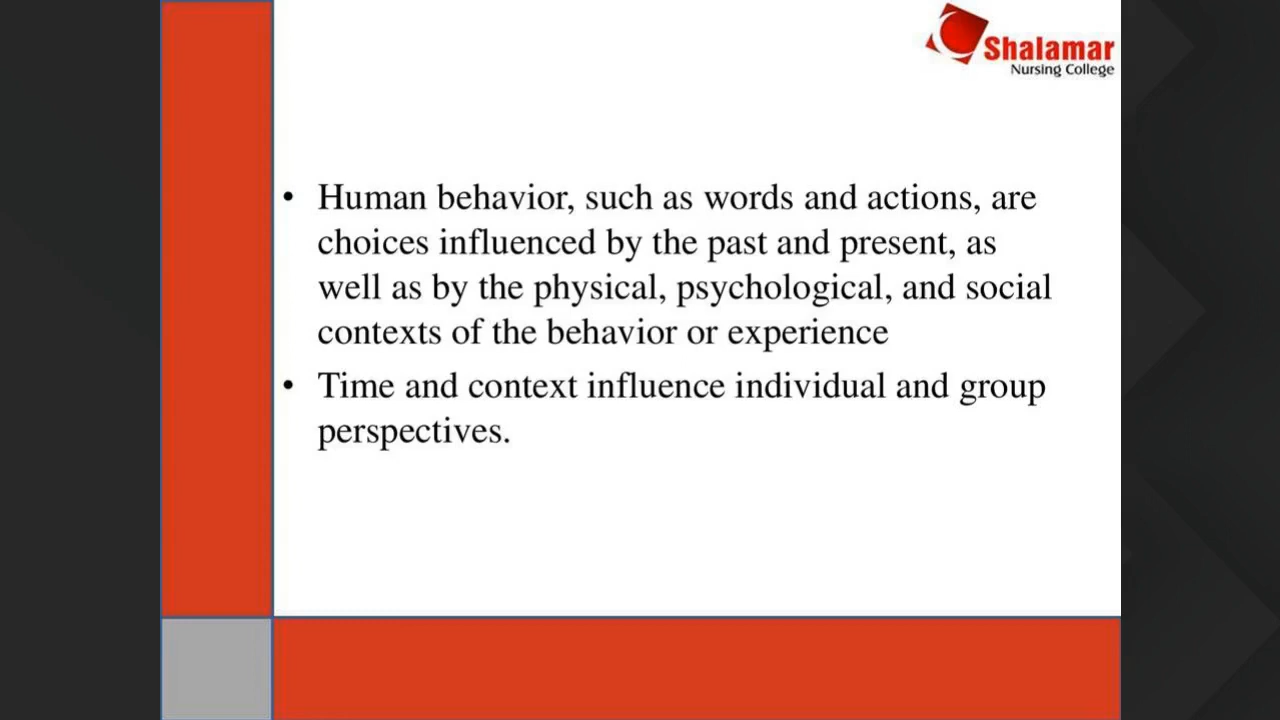 Shalamar
Nursing College
• Human behavior, such as words and actions, are
choices influenced by the past and present, as
well as by the physical, psychological, and social
contexts of the behavior or experience
• Time and context influence individual and group
perspectives.